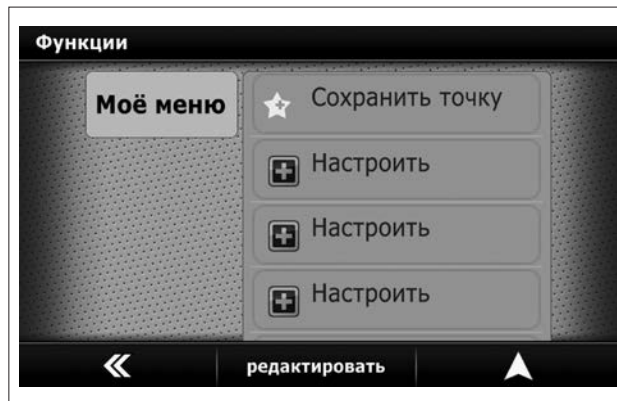 Функции
Моё меню
Сохранить точку
Настроить
Настроить
Настроить
редактировать